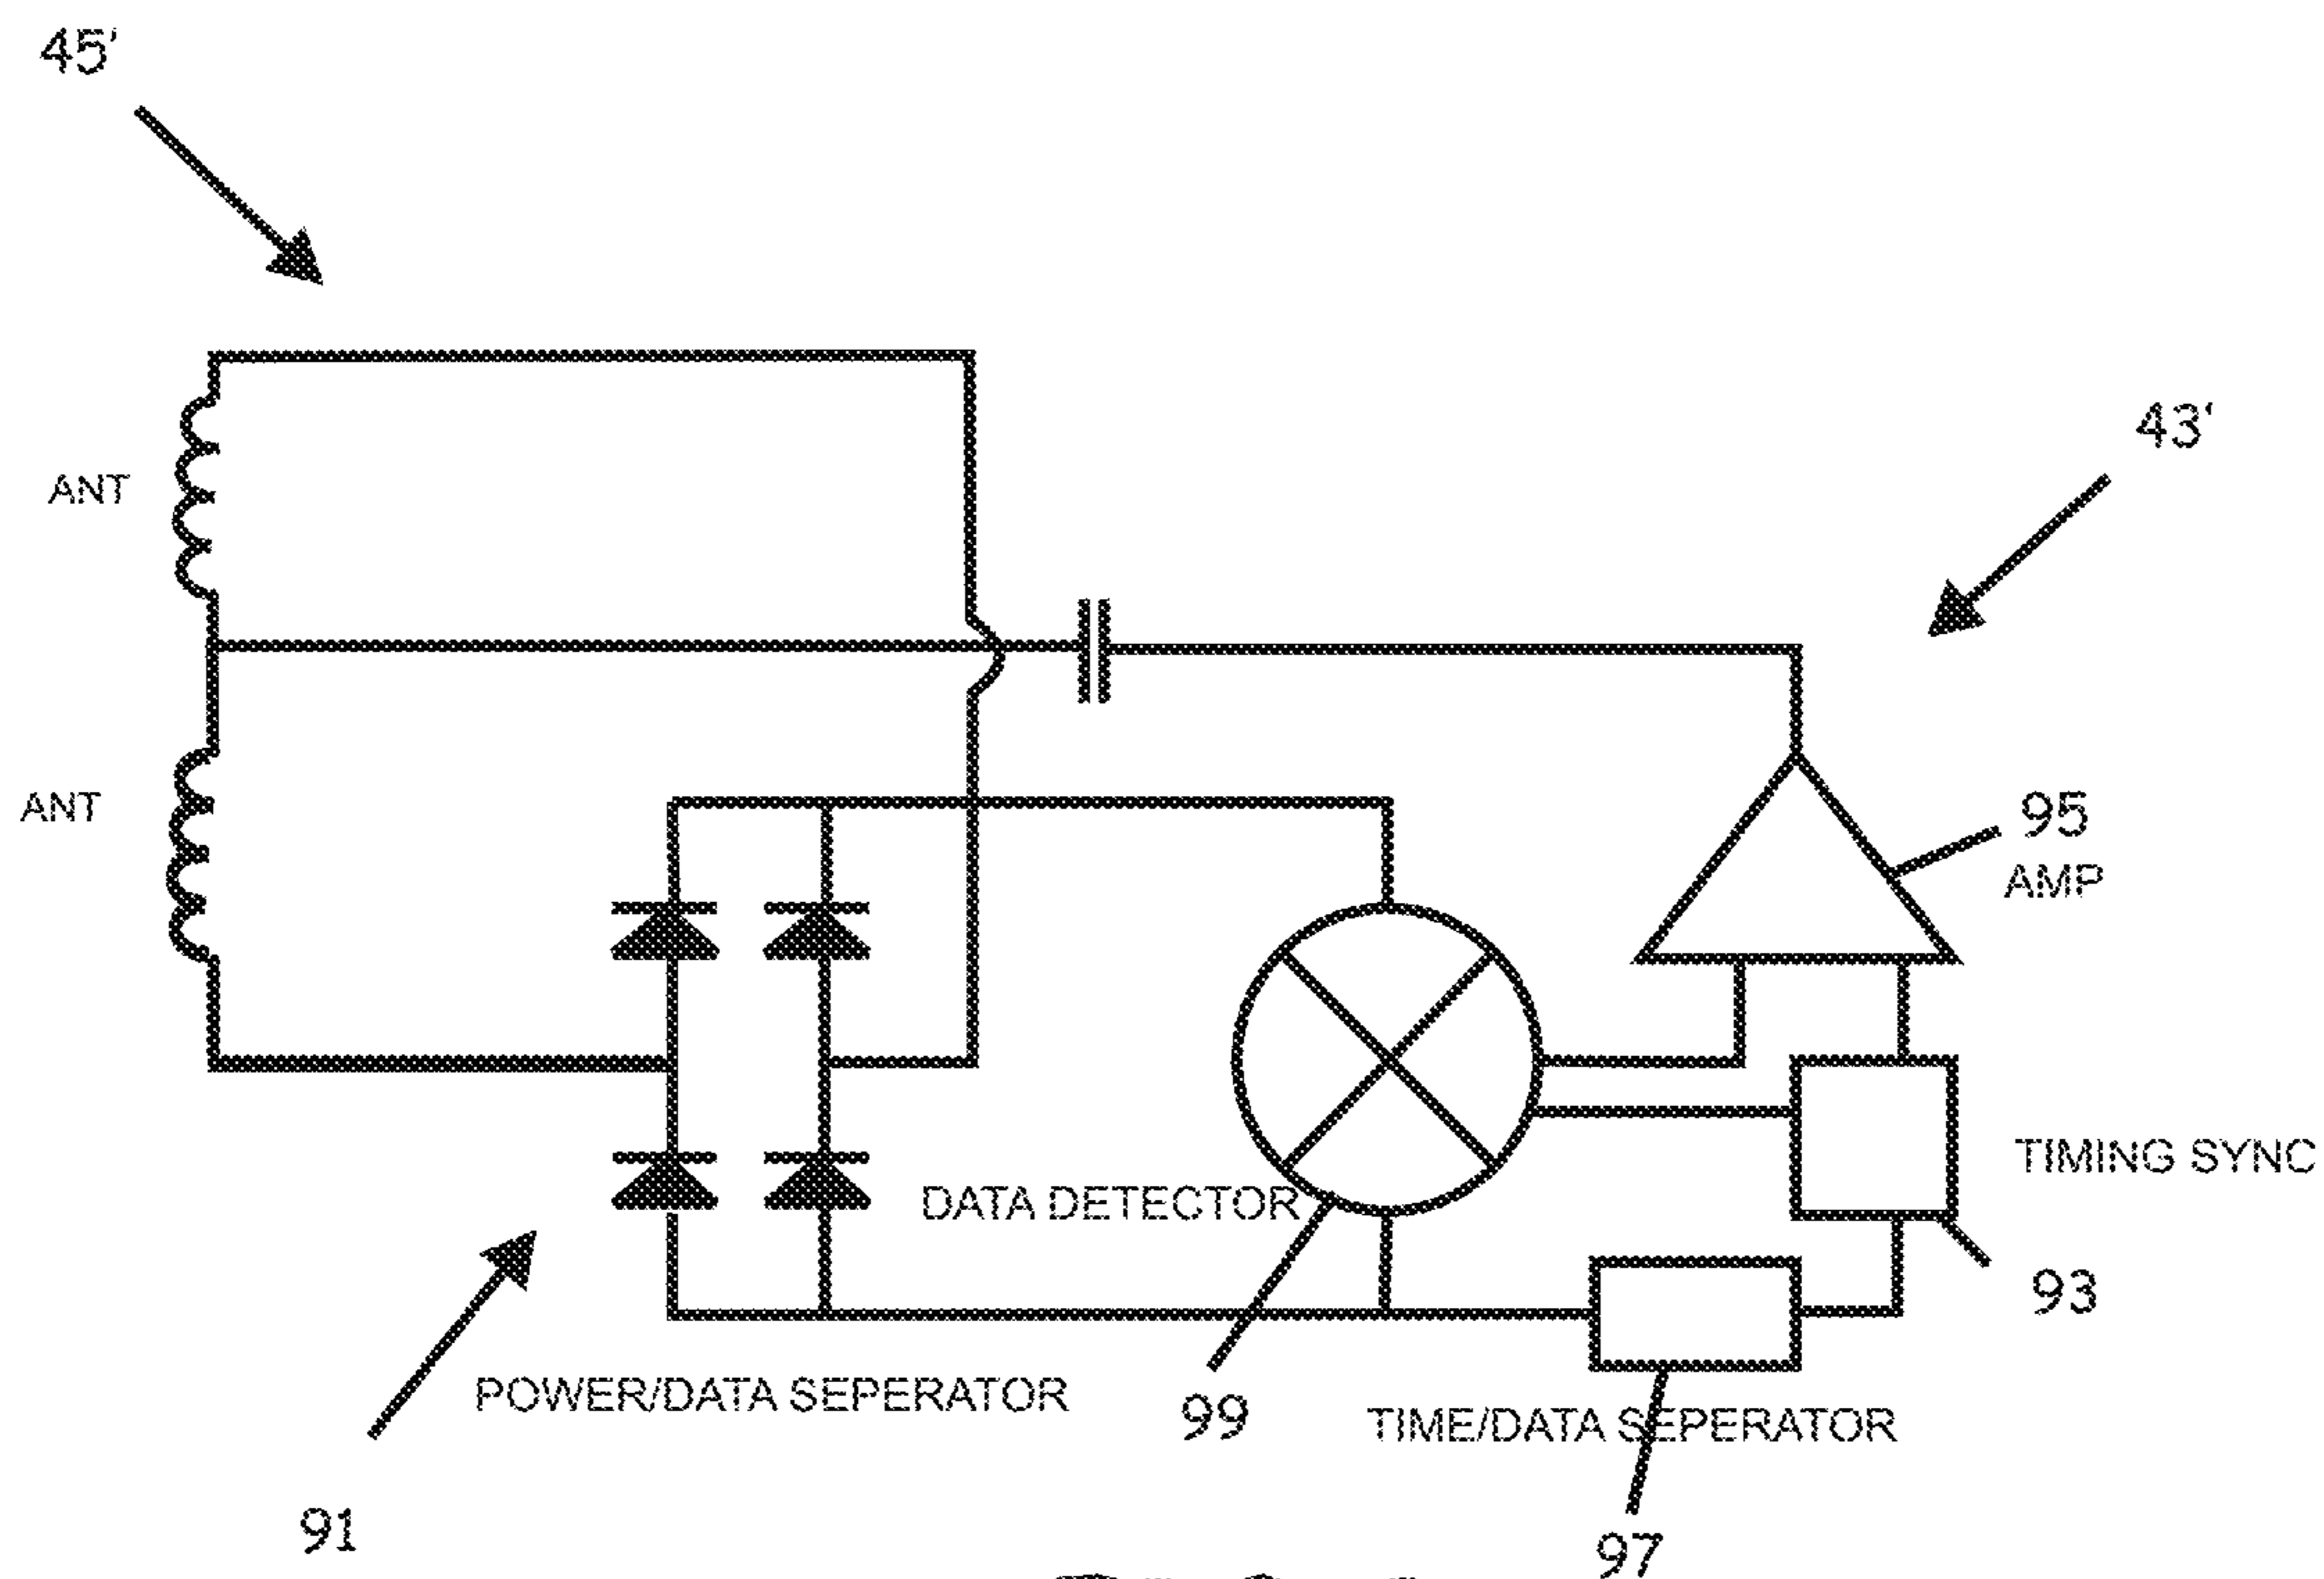 45'
43'
ANT
ANT
95
AMP
TIMING SYNC
DATA DETECTOR
93
POWER/DATA SEPERATOR
99
TIME/DATA SEPERATOR
91
97